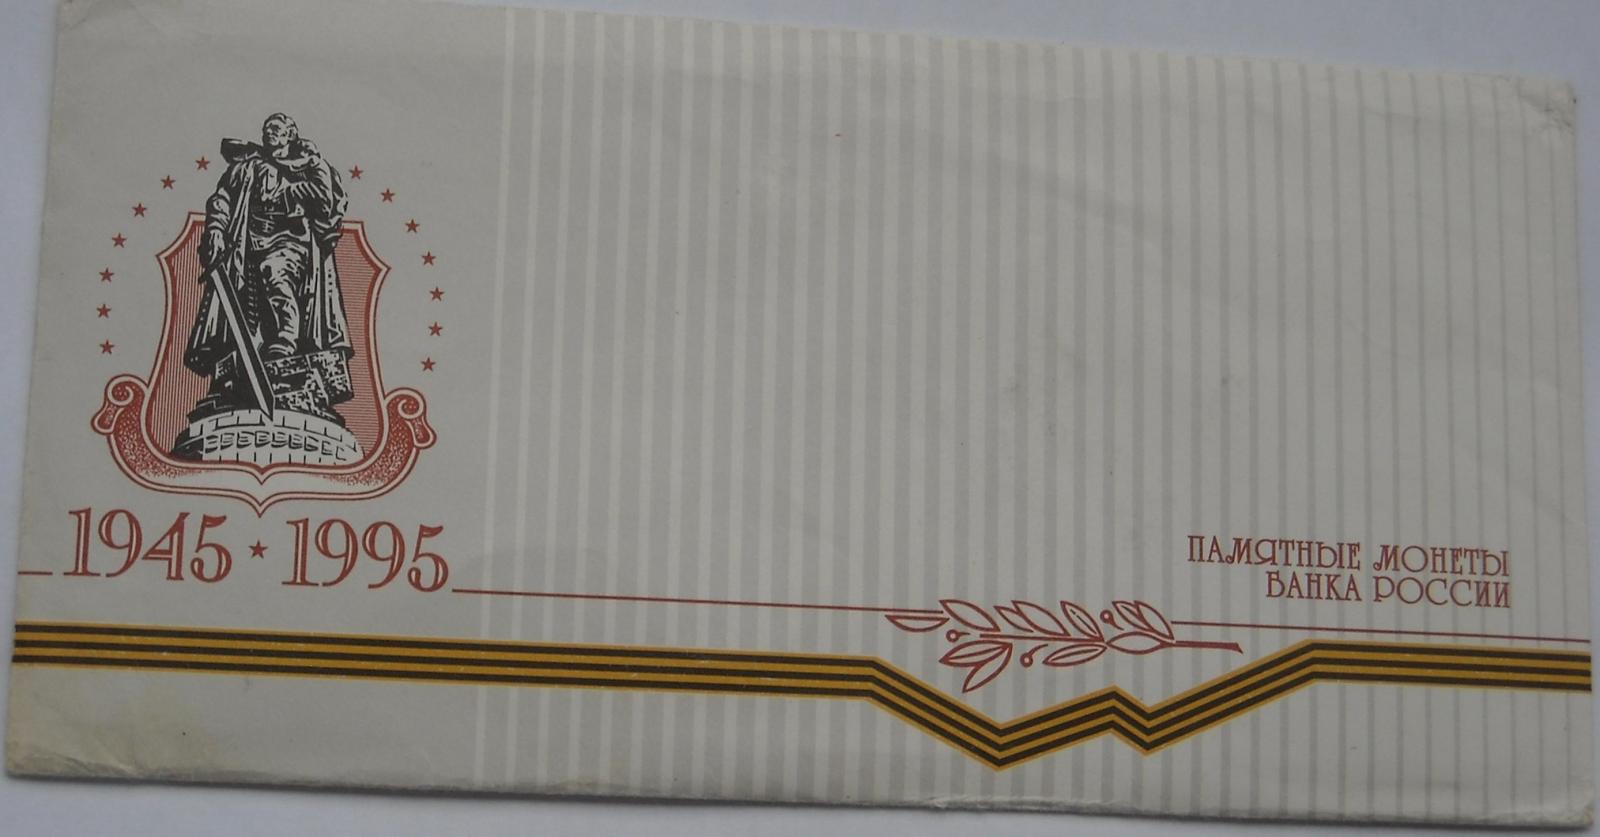 1945 ★ 1995
ПАМЯТНЫЕ МОНЕТЫ
БАНКА РОССИИ